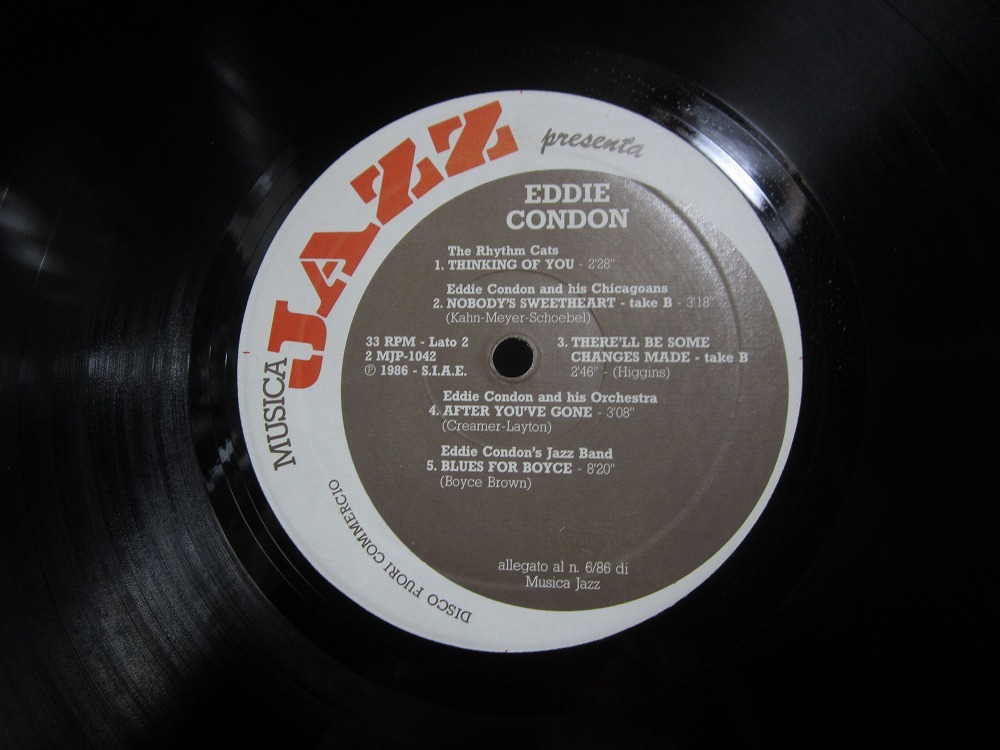 MUSICA JAZZ presenta
EDDIE
CONDON
The Rhythm Cats
1. THINKING OF YOU - 2'28"
Eddie Condon and his Chicagoans
2. NOBODY'S SWEETHEART - take B - 3'18"
(Kahn-Meyer-Schoebel)
33 RPM - Lato 2
2 MJP-1042
℗ 1986 - S.I.A.E.
3. THERE'LL BE SOME
CHANGES MADE - take B
2'46" - (Higgins)
Eddie Condon and his Orchestra
4. AFTER YOU'VE GONE - 3'08"
(Creamer-Layton)
Eddie Condon's Jazz Band
5. BLUES FOR BOYCE - 8'20"
(Boyce Brown)
allegato al n. 6/86 di
Musica Jazz
DISCO FUORI COMMERCIO